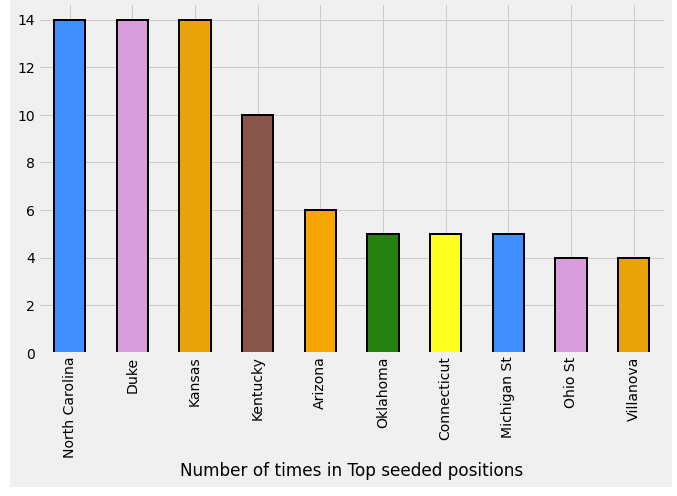 14
12
10
8
6
4
2
0
North Carolina
Duke
Kansas
Kentucky
Arizona
Oklahoma
Connecticut
Michigan St
Ohio St
Villanova
Number of times in Top seeded positions